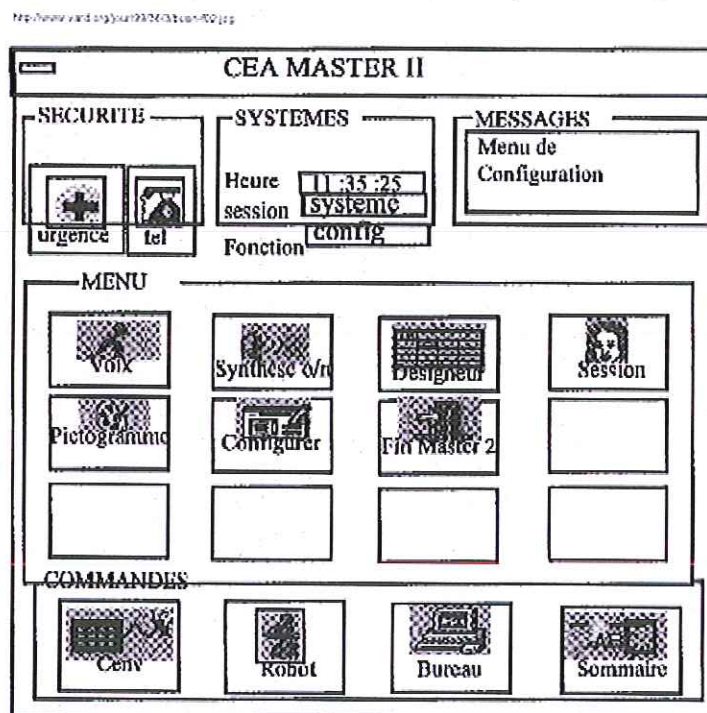 CEA MASTER II
SECURITE
SYSTEMES
MESSAGES
Menu de
Configuration
Heure 11 :35 :25
session systeme
urgence tel
Fonction config
MENU
Voix Synthese o/n Designeur Session
Pictogramme Configurer Fin Master 2
COMMANDES
Cenv Robot Bureau Sommaire